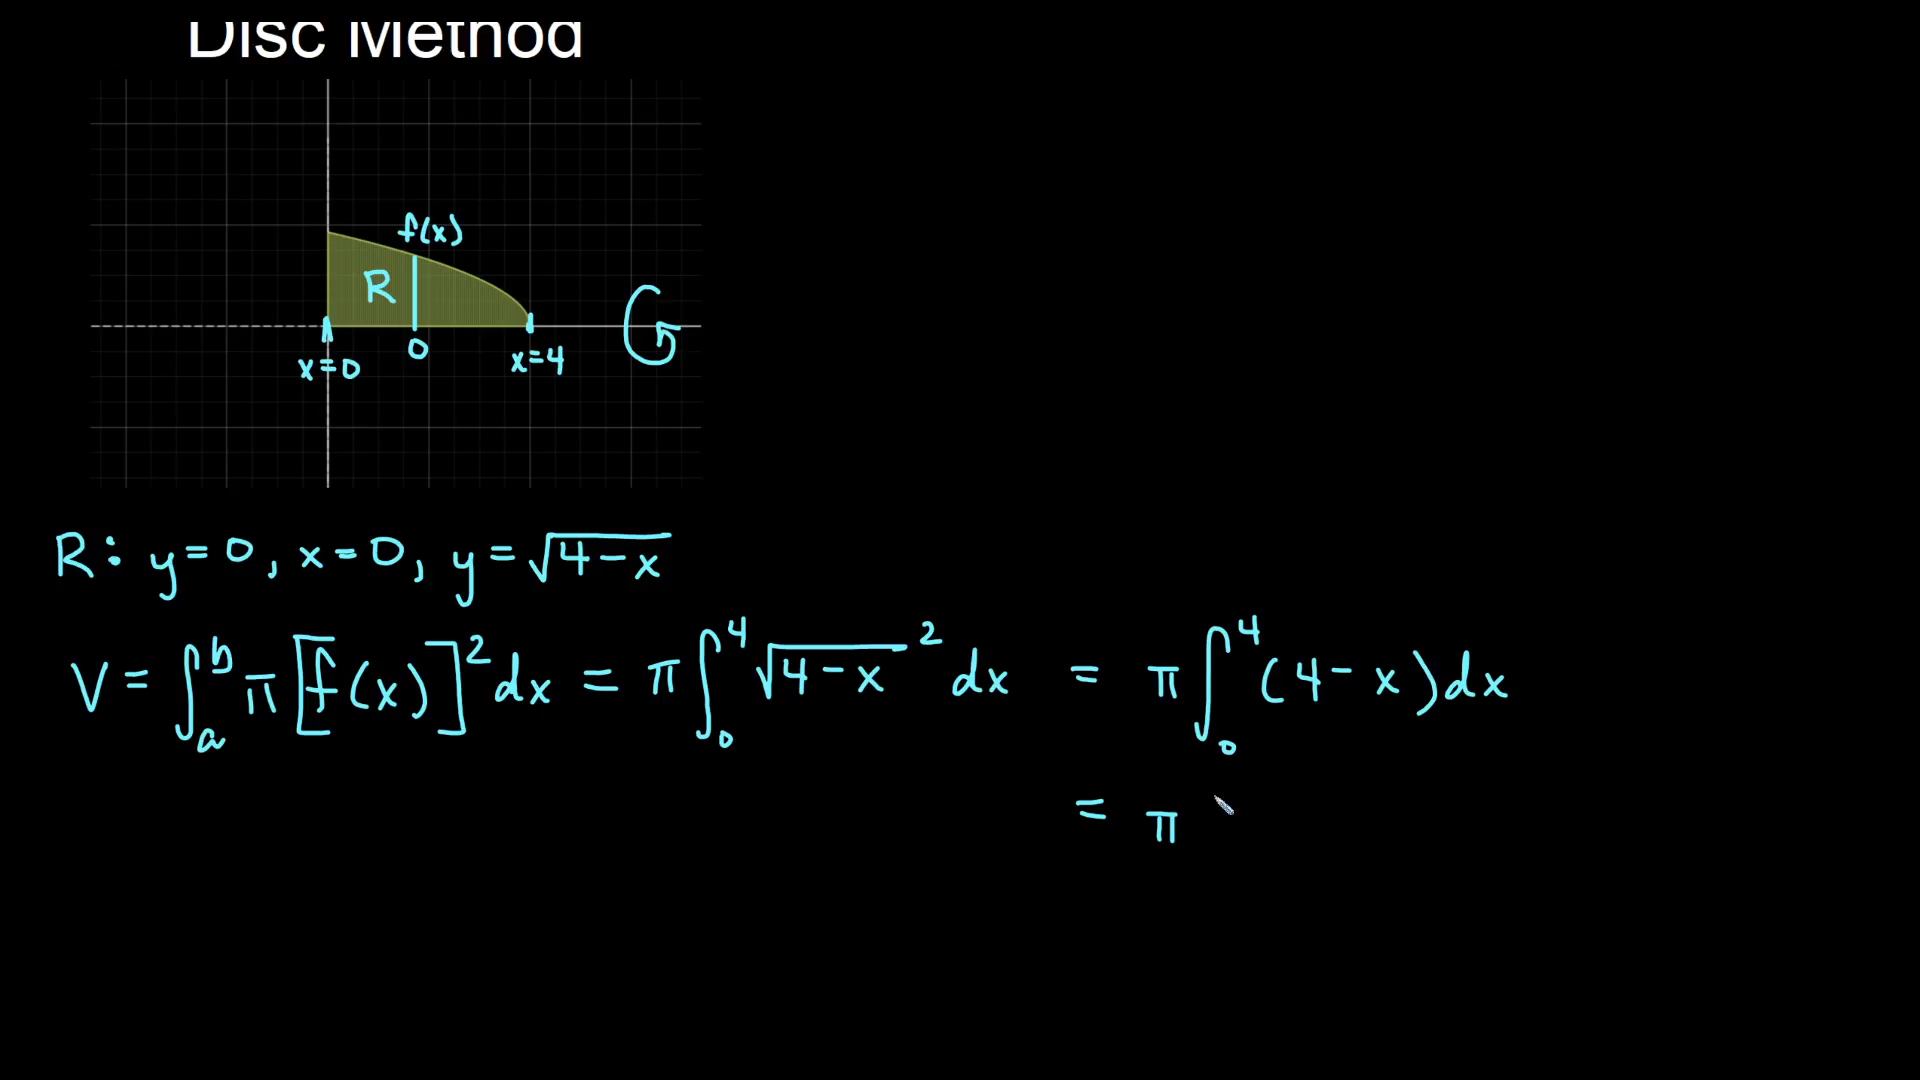 Disc Method
f(x)
R
0
x=0
x=4
R: y=0, x=0, y=√(4-x)
V = ∫_a^b π [f(x)]² dx = π ∫_0^4 √(4-x)² dx = π ∫_0^4 (4-x) dx
= π